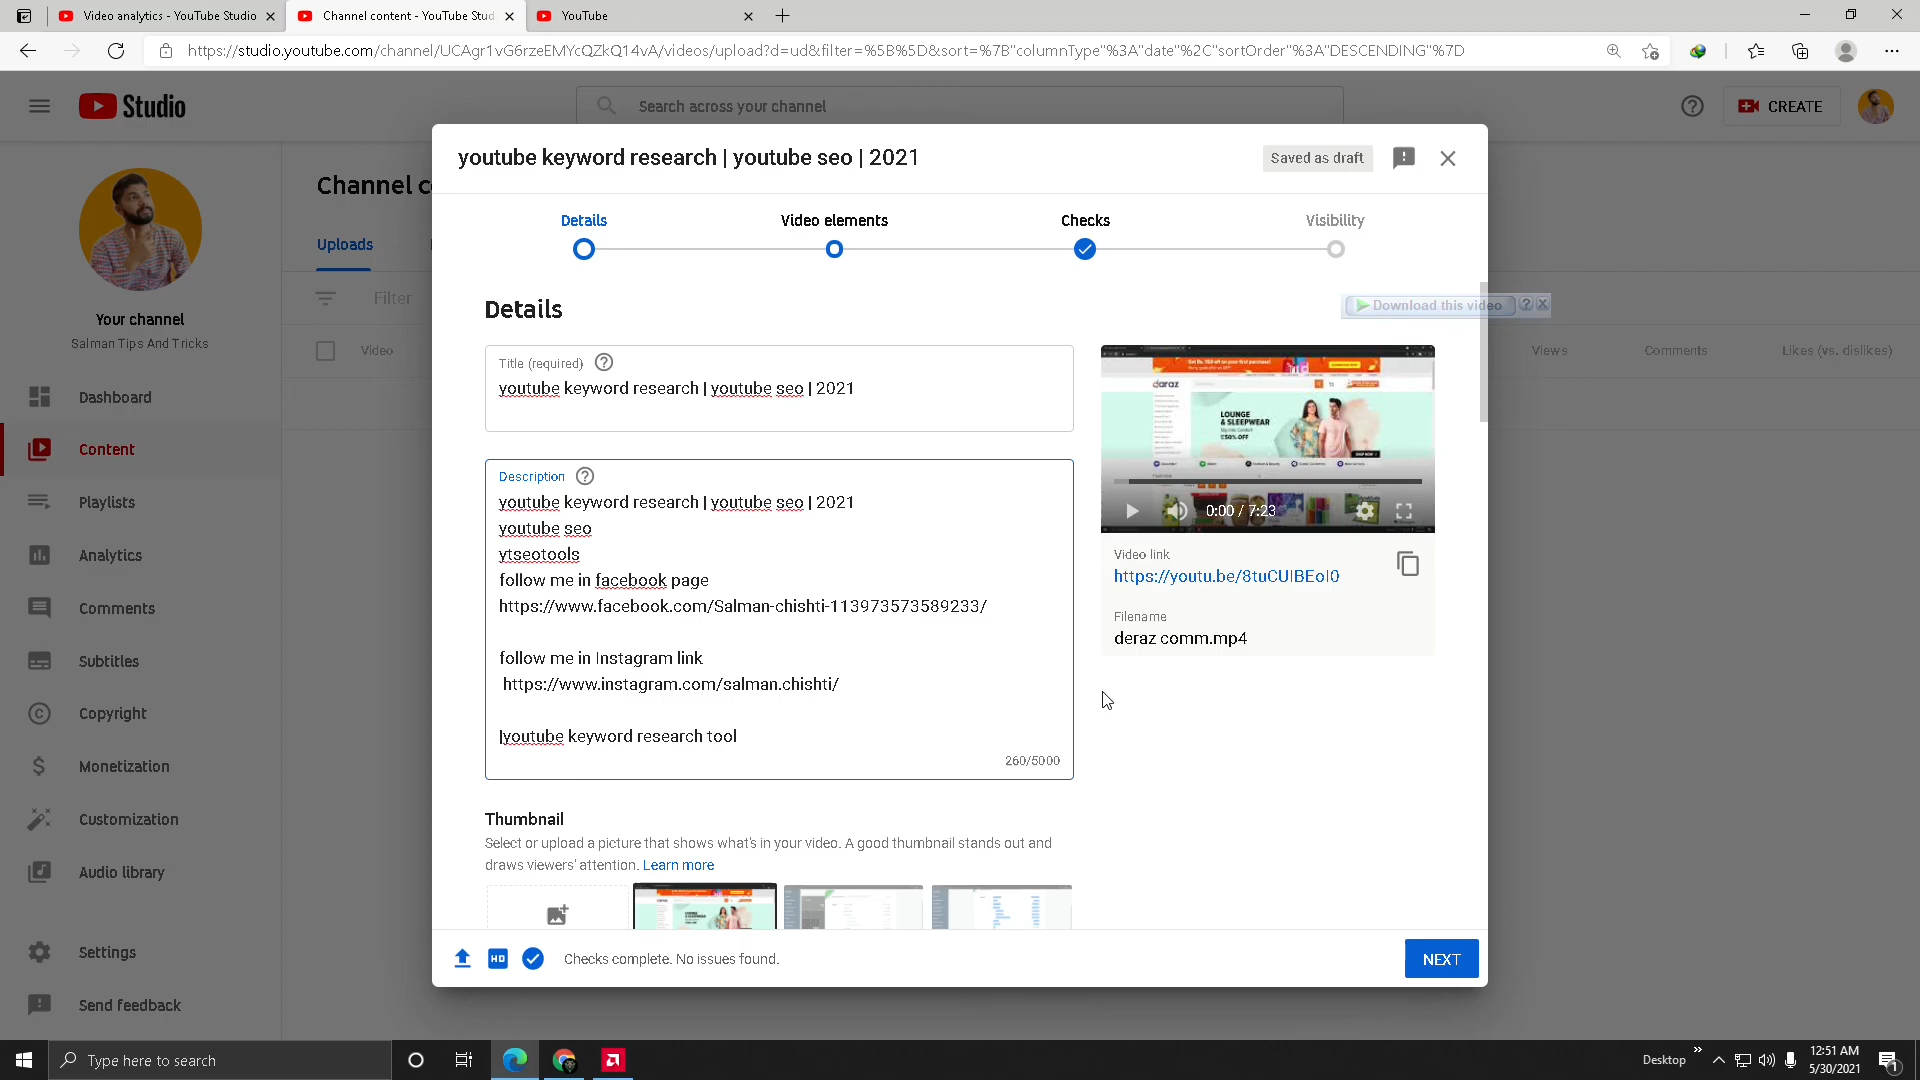 Video analytics - YouTube Studio
Channel content - YouTube Stud
YouTube
https://studio.youtube.com/channel/UCAgr1vG6rzeEMYcQZkQ14vA/videos/upload?d=ud&filter=%5B%5D&sort=%7B"columnType"%3A"date"%2C"sortOrder"%3A"DESCENDING"%7D
Studio
Search across your channel
CREATE
youtube keyword research | youtube seo | 2021
Saved as draft
Channel c
Details
Video elements
Checks
Visibility
Uploads
Filter
Your channel
Salman Tips And Tricks
Video
Views
Comments
Likes (vs. dislikes)
Dashboard
Content
Playlists
Analytics
Comments
Subtitles
Copyright
Monetization
Customization
Audio library
Settings
Send feedback
Details
Download this video
Title (required)
youtube keyword research | youtube seo | 2021
Description
youtube keyword research | youtube seo | 2021
youtube seo
ytseotools
follow me in facebook page
https://www.facebook.com/Salman-chishti-113973573589233/
follow me in Instagram link
https://www.instagram.com/salman.chishti/
youtube keyword research tool
260/5000
daraz
LOUNGE
& SLEEPWEAR
0:00 / 7:23
Video link
https://youtu.be/8tuCUIBEoI0
Filename
deraz comm.mp4
Thumbnail
Select or upload a picture that shows what's in your video. A good thumbnail stands out and
draws viewers' attention. Learn more
HD
Checks complete. No issues found.
NEXT
Type here to search
Desktop
12:51 AM
5/30/2021
1